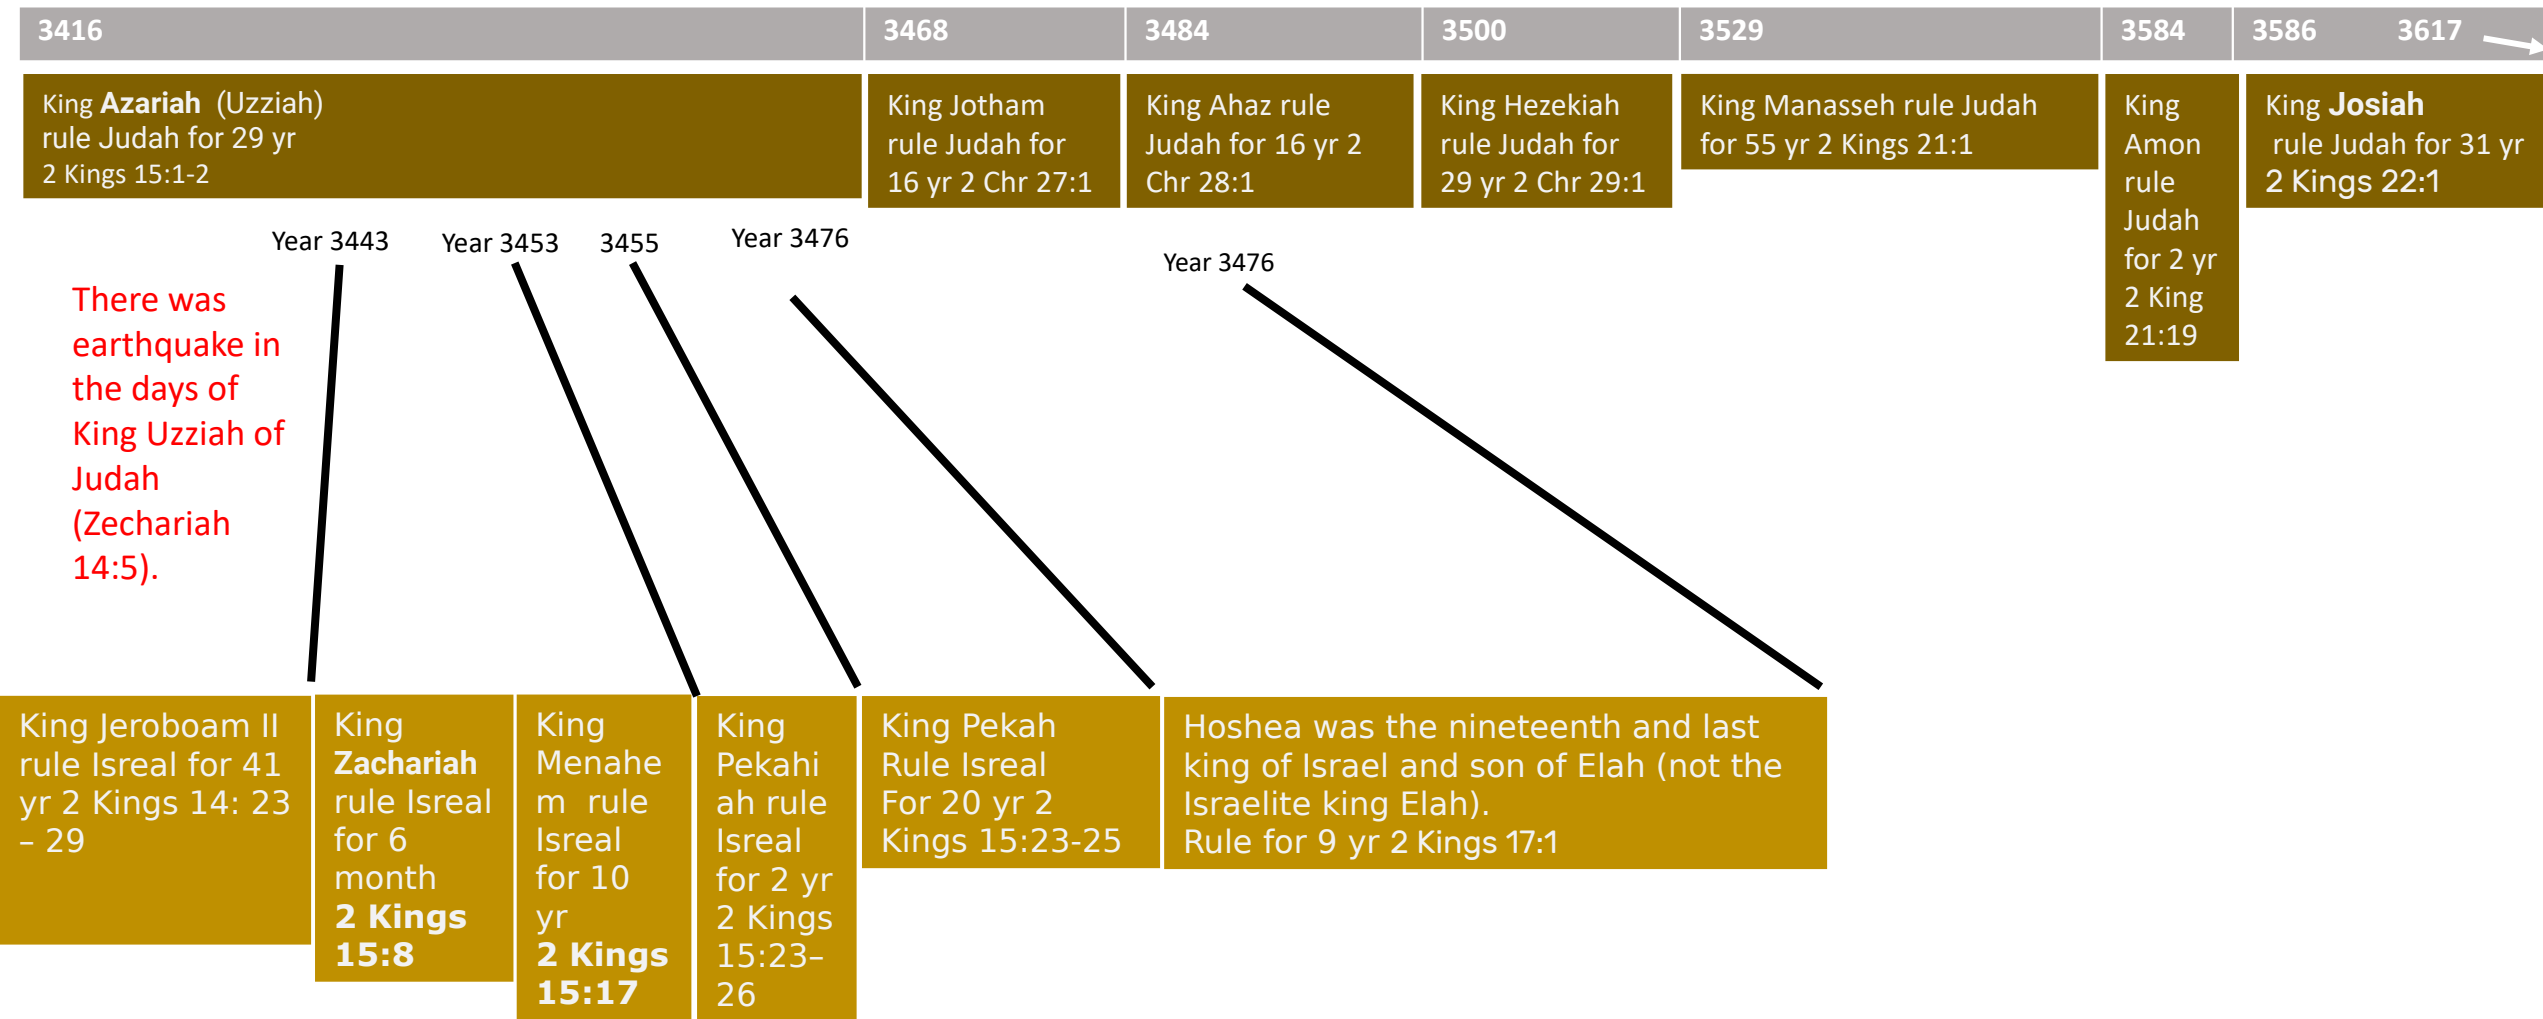 3416 3468 3484 3500 3529 3584 3586 3617
King Azariah (Uzziah)
rule Judah for 29 yr
2 Kings 15:1-2
King Jotham
rule Judah for
16 yr 2 Chr 27:1
King Ahaz rule
Judah for 16 yr 2
Chr 28:1
King Hezekiah
rule Judah for
29 yr 2 Chr 29:1
King Manasseh rule Judah
for 55 yr 2 Kings 21:1
King
Amon
rule
Judah
for 2 yr
2 King
21:19
King Josiah
rule Judah for 31 yr
2 Kings 22:1
Year 3443
Year 3453
3455
Year 3476
Year 3476
There was
earthquake in
the days of
King Uzziah of
Judah
(Zechariah
14:5).
King Jeroboam II
rule Isreal for 41
yr 2 Kings 14: 23
– 29
King
Zachariah
rule Isreal
for 6
month
2 Kings
15:8
King
Menahe
m rule
Isreal
for 10
yr
2 Kings
15:17
King
Pekahi
ah rule
Isreal
for 2 yr
2 Kings
15:23–
26
King Pekah
Rule Isreal
For 20 yr 2
Kings 15:23-25
Hoshea was the nineteenth and last
king of Israel and son of Elah (not the
Israelite king Elah).
Rule for 9 yr 2 Kings 17:1